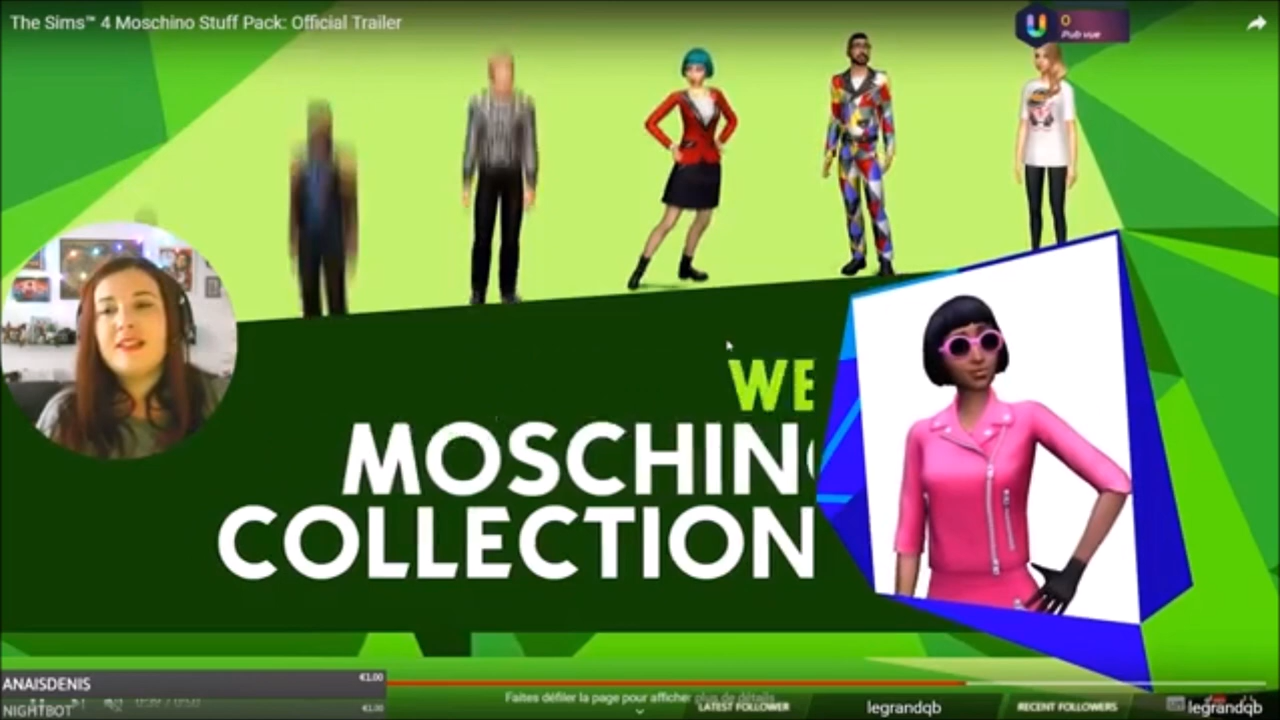 The Sims™ 4 Moschino Stuff Pack: Official Trailer
0
Pub vue
WE
MOSCHINO
COLLECTION
ANAISDENIS €1,00
NIGHTBOT €1,00
Faites défiler la page pour afficher plus de détails
LATEST FOLLOWER legrandqb RECENT FOLLOWERS legrandqb